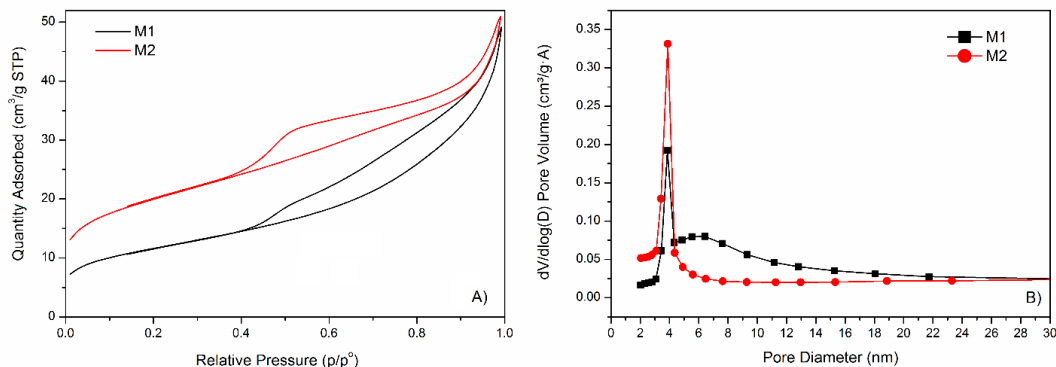 M1
M2
Quantity Adsorbed (cm³/g STP)
50
40
30
20
10
0
0.0 0.2 0.4 0.6 0.8 1.0
Relative Pressure (p/p°)
A)
M1
M2
dV/dlog(D) Pore Volume (cm³/g·A)
0.35
0.30
0.25
0.20
0.15
0.10
0.05
0.00
0 2 4 6 8 10 12 14 16 18 20 22 24 26 28 30
Pore Diameter (nm)
B)